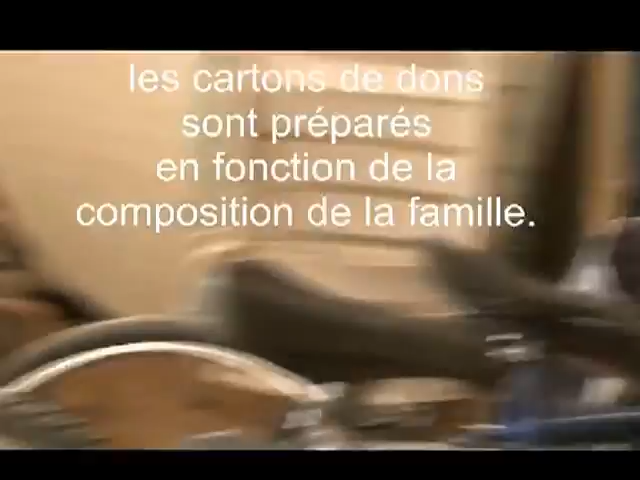 les cartons de dons
sont préparés
en fonction de la
composition de la famille.